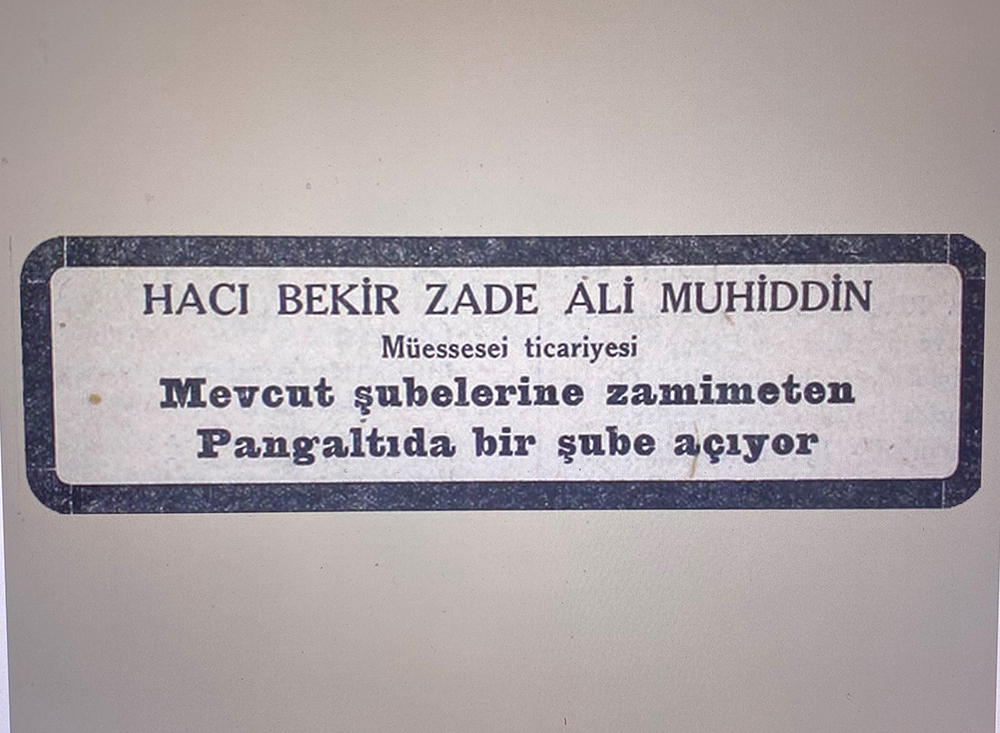 HACI BEKİR ZADE ALİ MUHİDDİN
Müessesei ticariyesi
Mevcut şubelerine zamimeten
Pangaltıda bir şube açıyor